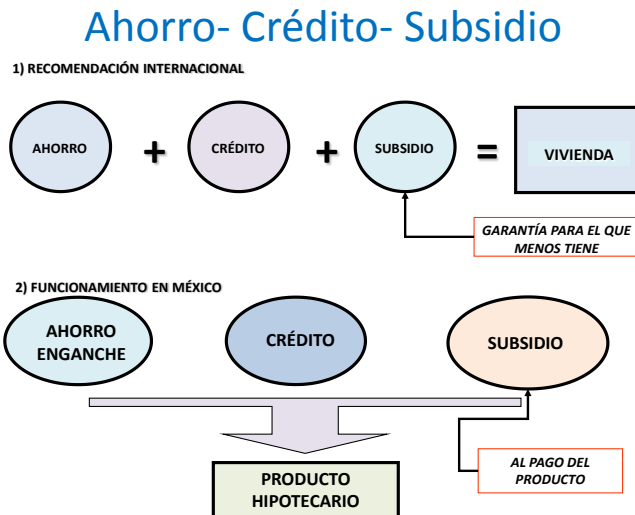 Ahorro- Crédito- Subsidio
1) RECOMENDACIÓN INTERNACIONAL
AHORRO + CRÉDITO + SUBSIDIO = VIVIENDA
GARANTÍA PARA EL QUE
MENOS TIENE
2) FUNCIONAMIENTO EN MÉXICO
AHORRO
ENGANCHE
CRÉDITO
SUBSIDIO
AL PAGO DEL
PRODUCTO
PRODUCTO
HIPOTECARIO